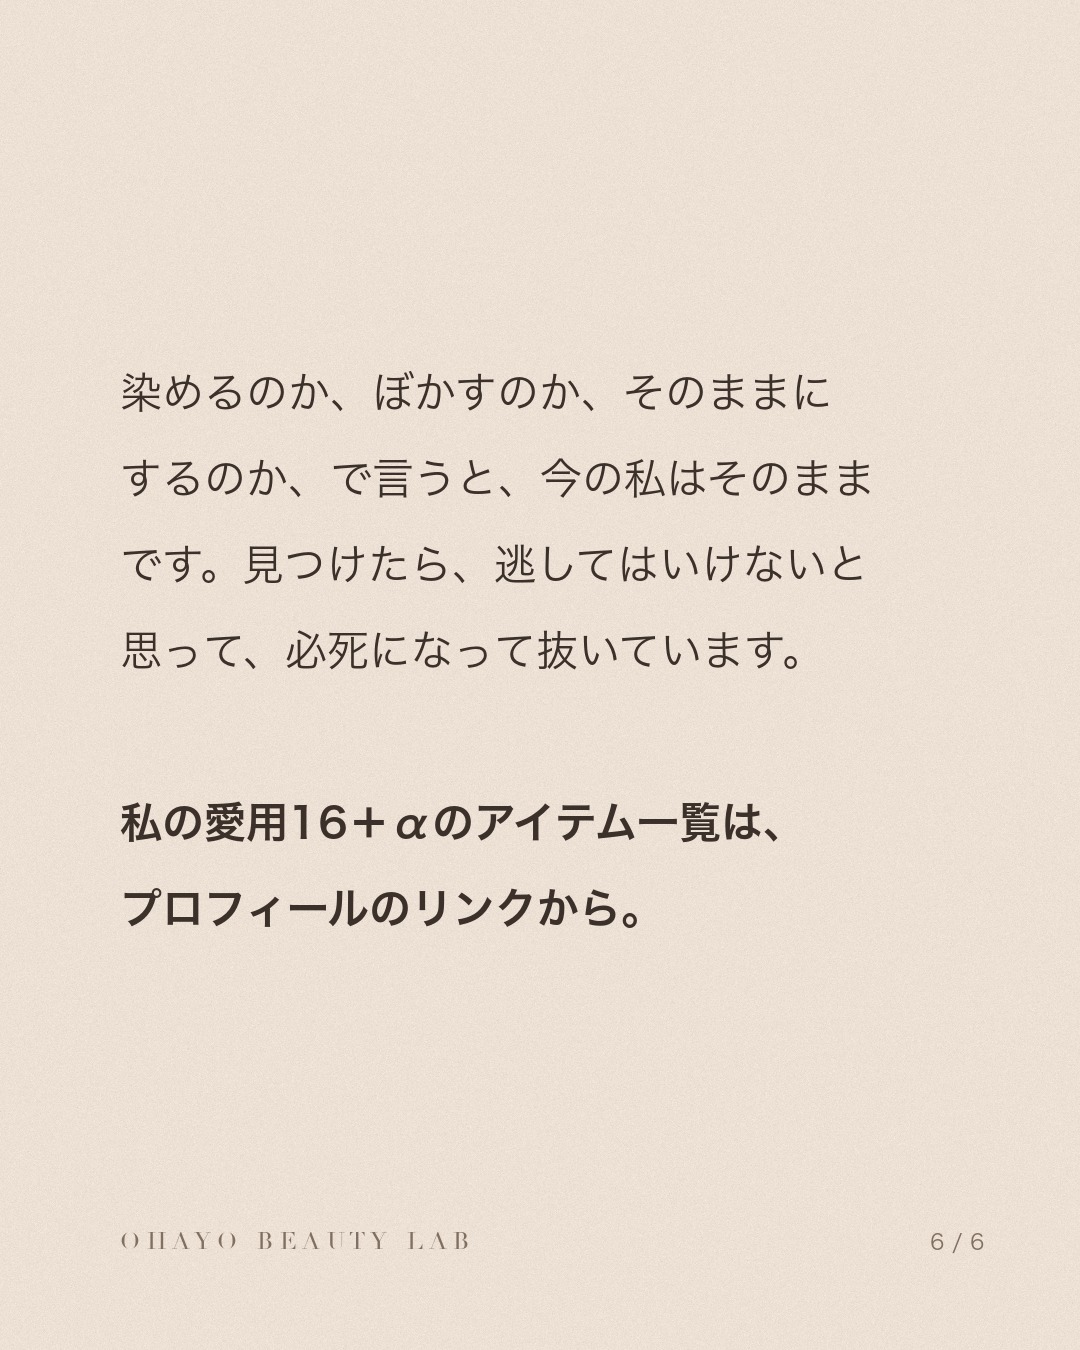 染めるのか、ぼかすのか、そのままに
するのか、で言うと、今の私はそのまま
です。見つけたら、逃してはいけないと
思って、必死になって抜いています。
私の愛用16＋αのアイテム一覧は、
プロフィールのリンクから。
OHAYO BEAUTY LAB
6 / 6